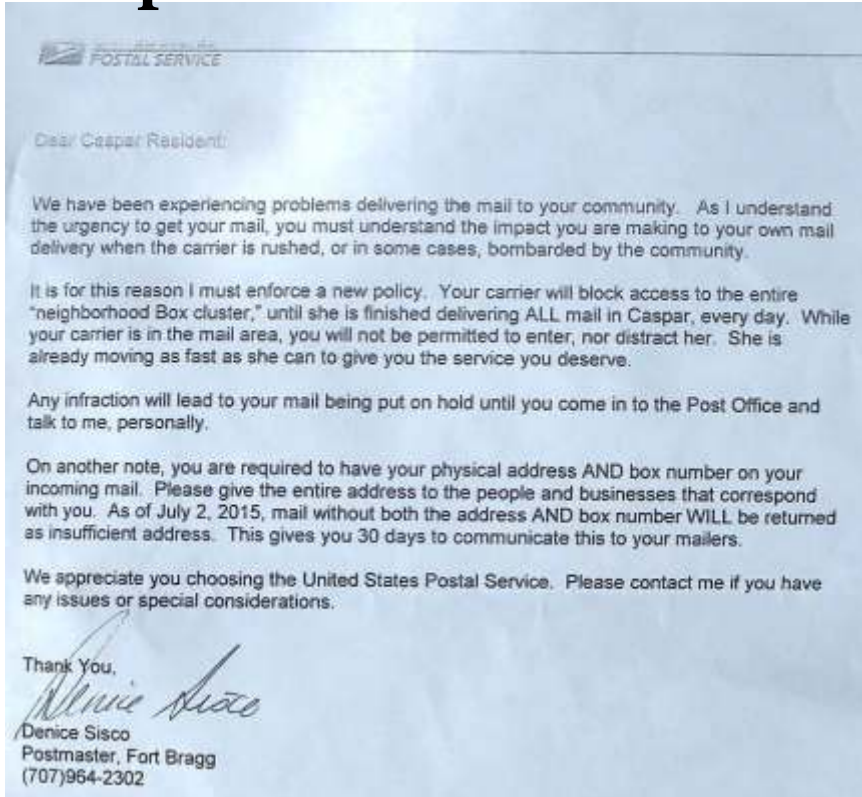 POSTAL SERVICE
Dear Caspar Resident:
We have been experiencing problems delivering the mail to your community. As I understand
the urgency to get your mail, you must understand the impact you are making to your own mail
delivery when the carrier is rushed, or in some cases, bombarded by the community.
It is for this reason I must enforce a new policy. Your carrier will block access to the entire
"neighborhood Box cluster," until she is finished delivering ALL mail in Caspar, every day. While
your carrier is in the mail area, you will not be permitted to enter, nor distract her. She is
already moving as fast as she can to give you the service you deserve.
Any infraction will lead to your mail being put on hold until you come in to the Post Office and
talk to me, personally.
On another note, you are required to have your physical address AND box number on your
incoming mail. Please give the entire address to the people and businesses that correspond
with you. As of July 2, 2015, mail without both the address AND box number WILL be returned
as insufficient address. This gives you 30 days to communicate this to your mailers.
We appreciate you choosing the United States Postal Service. Please contact me if you have
any issues or special considerations.
Thank You,
Denice Sisco
Denice Sisco
Postmaster, Fort Bragg
(707)964-2302